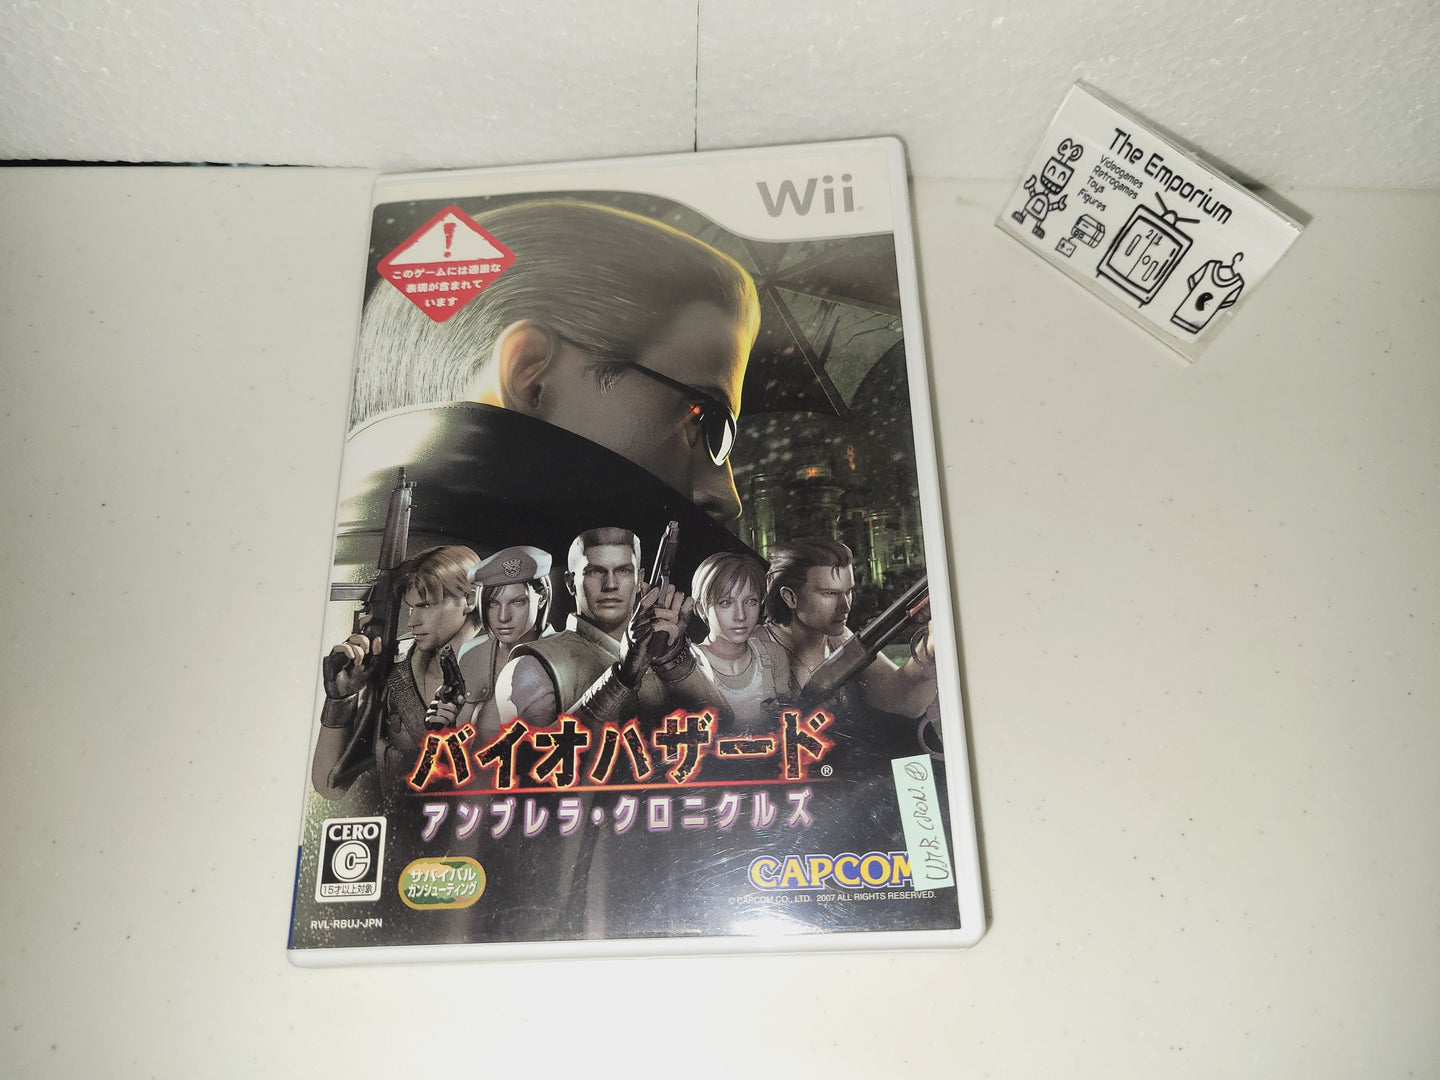 Wii
!
このゲームには過激な
表現が含まれて
います
The Emporium
Videogames
Retrogames
Toys
Figures
バイオハザード®
アンブレラ・クロニクルズ
CERO
C
15才以上対象
サバイバル
ガンシューティング
CAPCOM
© CAPCOM CO., LTD. 2007 ALL RIGHTS RESERVED.
RVL-RBUJ-JPN
UMB. CRON.